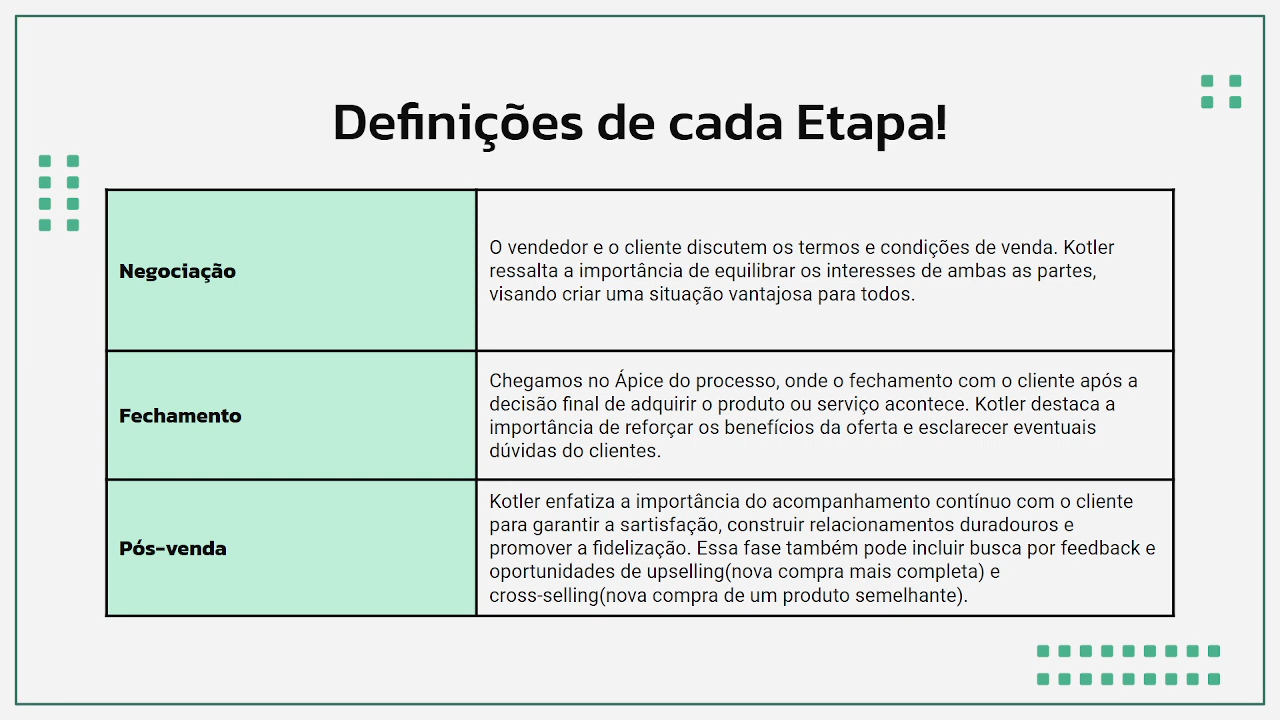 Definições de cada Etapa!
Negociação
O vendedor e o cliente discutem os termos e condições de venda. Kotler
ressalta a importância de equilibrar os interesses de ambas as partes,
visando criar uma situação vantajosa para todos.
Fechamento
Chegamos no Ápice do processo, onde o fechamento com o cliente após a
decisão final de adquirir o produto ou serviço acontece. Kotler destaca a
importância de reforçar os benefícios da oferta e esclarecer eventuais
dúvidas do clientes.
Pós-venda
Kotler enfatiza a importância do acompanhamento contínuo com o cliente
para garantir a sartisfação, construir relacionamentos duradouros e
promover a fidelização. Essa fase também pode incluir busca por feedback e
oportunidades de upselling(nova compra mais completa) e
cross-selling(nova compra de um produto semelhante).